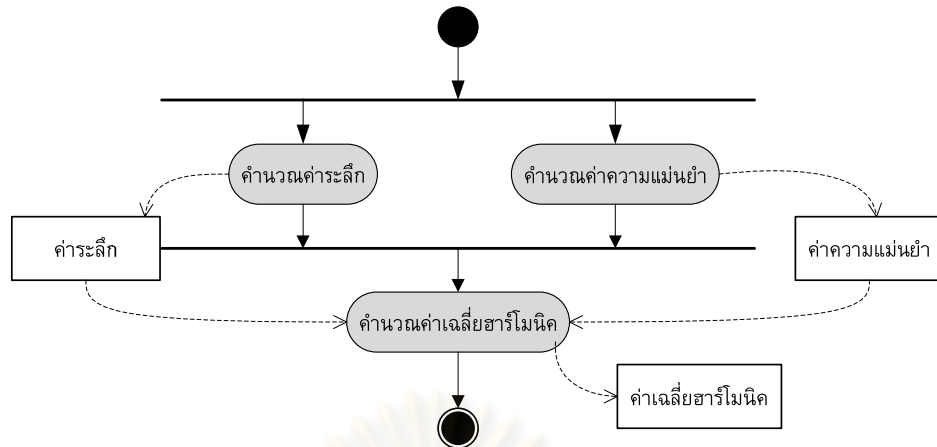 คำนวณค่าระลึก
คำนวณค่าความแม่นยำ
ค่าระลึก
ค่าความแม่นยำ
คำนวณค่าเฉลี่ยฮาร์โมนิค
ค่าเฉลี่ยฮาร์โมนิค